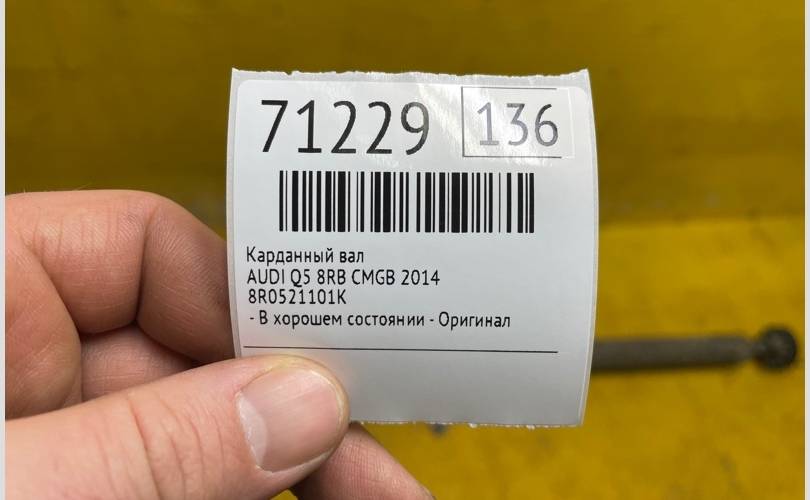 71229 136
Карданный вал
AUDI Q5 8RB CMGB 2014
8R0521101K
- В хорошем состоянии - Оригинал